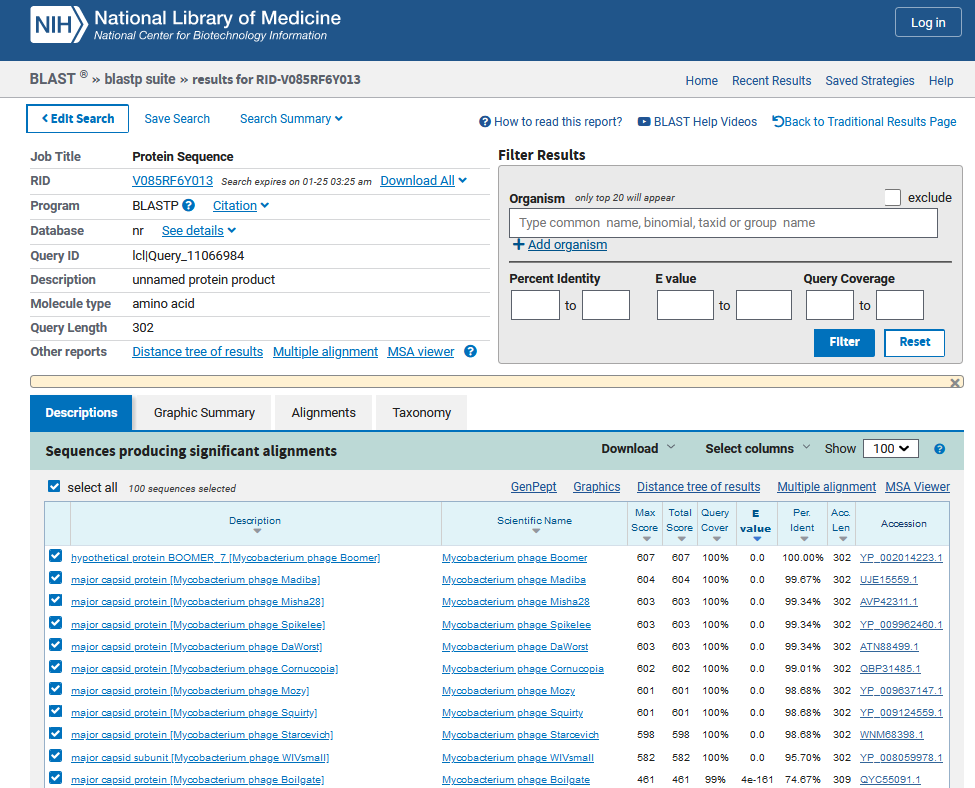 NIH National Library of Medicine
National Center for Biotechnology Information
Log in
BLAST ® » blastp suite » results for RID-V085RF6Y013
Home Recent Results Saved Strategies Help
Edit Search Save Search Search Summary
How to read this report? BLAST Help Videos Back to Traditional Results Page
Job Title Protein Sequence
RID V085RF6Y013 Search expires on 01-25 03:25 am Download All
Program BLASTP Citation
Database nr See details
Query ID lcl|Query_11066984
Description unnamed protein product
Molecule type amino acid
Query Length 302
Other reports Distance tree of results Multiple alignment MSA viewer
Filter Results
Organism only top 20 will appear exclude
Type common name, binomial, taxid or group name
Add organism
Percent Identity E value Query Coverage
to to to
Filter Reset
Descriptions Graphic Summary Alignments Taxonomy
Sequences producing significant alignments Download Select columns Show 100
select all 100 sequences selected GenPept Graphics Distance tree of results Multiple alignment MSA Viewer
Description Scientific Name Max Score Total Score Query Cover E value Per. Ident Acc. Len Accession
hypothetical protein BOOMER_7 [Mycobacterium phage Boomer] Mycobacterium phage Boomer 607 607 100% 0.0 100.00% 302 YP_002014223.1
major capsid protein [Mycobacterium phage Madiba] Mycobacterium phage Madiba 604 604 100% 0.0 99.67% 302 UJE15559.1
major capsid protein [Mycobacterium phage Misha28] Mycobacterium phage Misha28 603 603 100% 0.0 99.34% 302 AVP42311.1
major capsid protein [Mycobacterium phage Spikelee] Mycobacterium phage Spikelee 603 603 100% 0.0 99.34% 302 YP_009962460.1
major capsid protein [Mycobacterium phage DaWorst] Mycobacterium phage DaWorst 603 603 100% 0.0 99.34% 302 ATN88499.1
major capsid protein [Mycobacterium phage Cornucopia] Mycobacterium phage Cornucopia 602 602 100% 0.0 99.01% 302 QBP31485.1
major capsid protein [Mycobacterium phage Mozy] Mycobacterium phage Mozy 601 601 100% 0.0 98.68% 302 YP_009637147.1
major capsid protein [Mycobacterium phage Squirty] Mycobacterium phage Squirty 601 601 100% 0.0 98.68% 302 YP_009124559.1
major capsid protein [Mycobacterium phage Starcevich] Mycobacterium phage Starcevich 598 598 100% 0.0 98.68% 302 WNM68398.1
major capsid subunit [Mycobacterium phage WIVsmall] Mycobacterium phage WIVsmall 582 582 100% 0.0 95.70% 302 YP_008059978.1
major capsid protein [Mycobacterium phage Boilgate] Mycobacterium phage Boilgate 461 461 99% 4e-161 74.67% 309 QYC55091.1